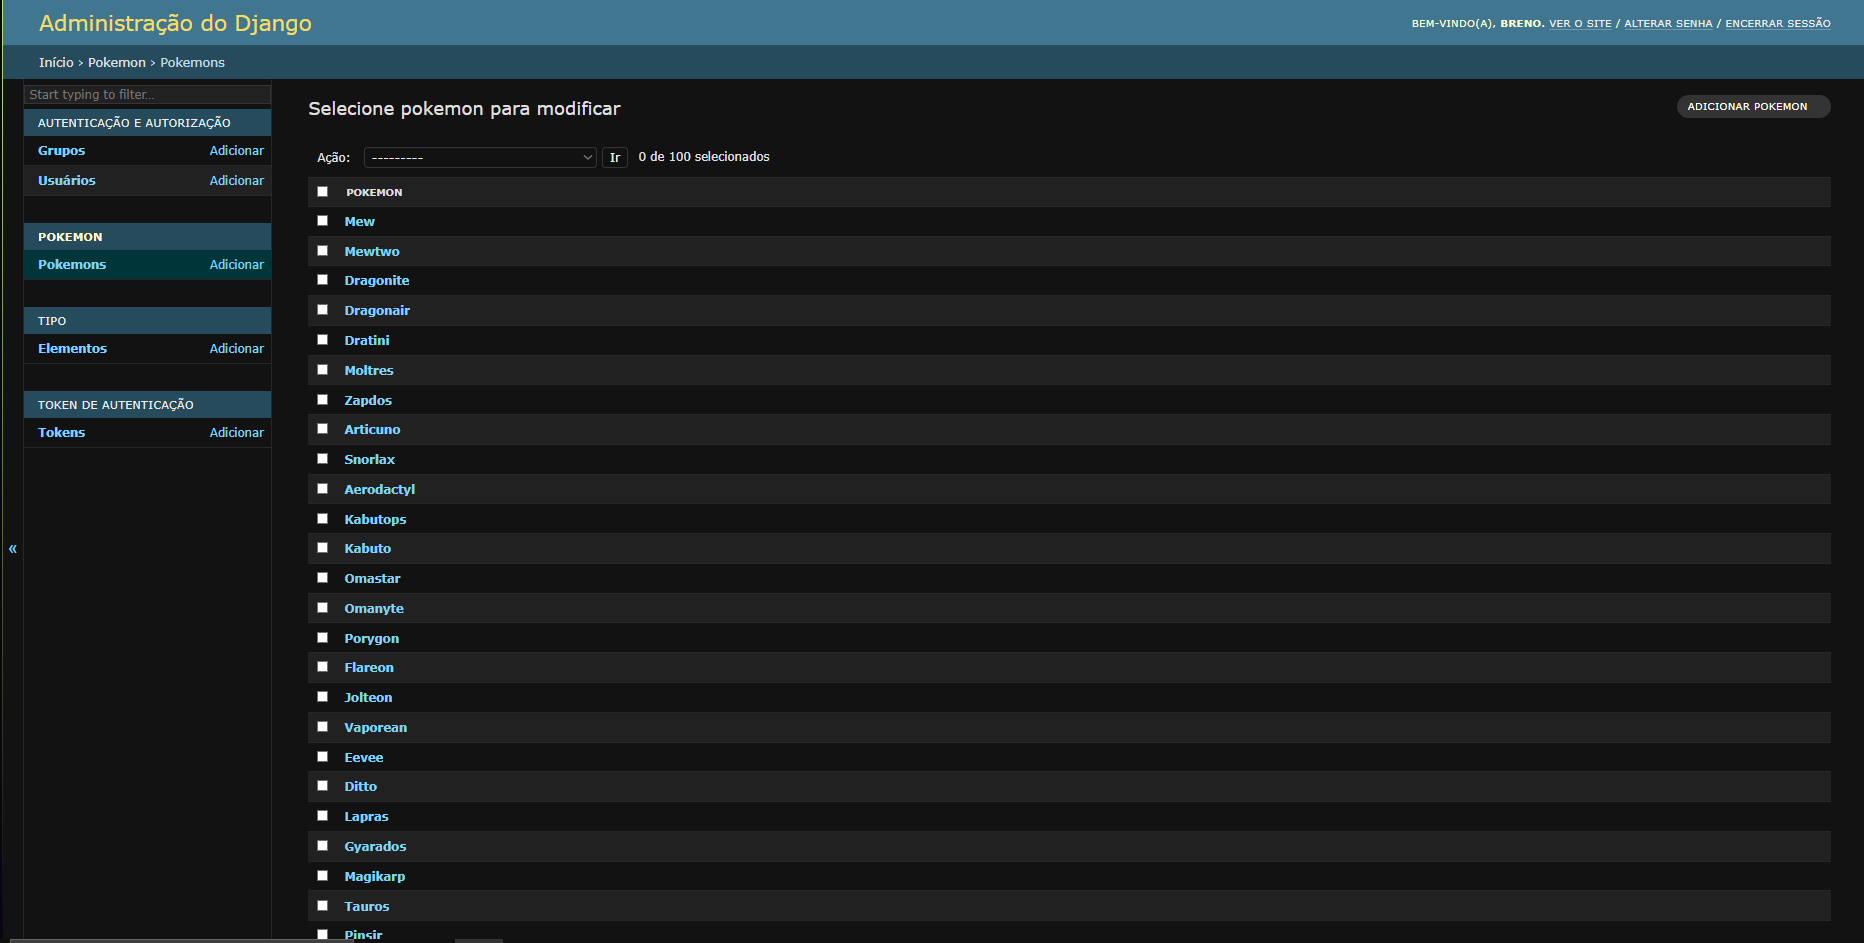 Administração do Django
BEM-VINDO(A), BRENO. VER O SITE / ALTERAR SENHA / ENCERRAR SESSÃO
Início › Pokemon › Pokemons
Start typing to filter...
AUTENTICAÇÃO E AUTORIZAÇÃO
Grupos Adicionar
Usuários Adicionar
POKEMON
Pokemons Adicionar
TIPO
Elementos Adicionar
TOKEN DE AUTENTICAÇÃO
Tokens Adicionar
«
Selecione pokemon para modificar
ADICIONAR POKEMON
Ação: --------- Ir 0 de 100 selecionados
POKEMON
Mew
Mewtwo
Dragonite
Dragonair
Dratini
Moltres
Zapdos
Articuno
Snorlax
Aerodactyl
Kabutops
Kabuto
Omastar
Omanyte
Porygon
Flareon
Jolteon
Vaporean
Eevee
Ditto
Lapras
Gyarados
Magikarp
Tauros
Pinsir